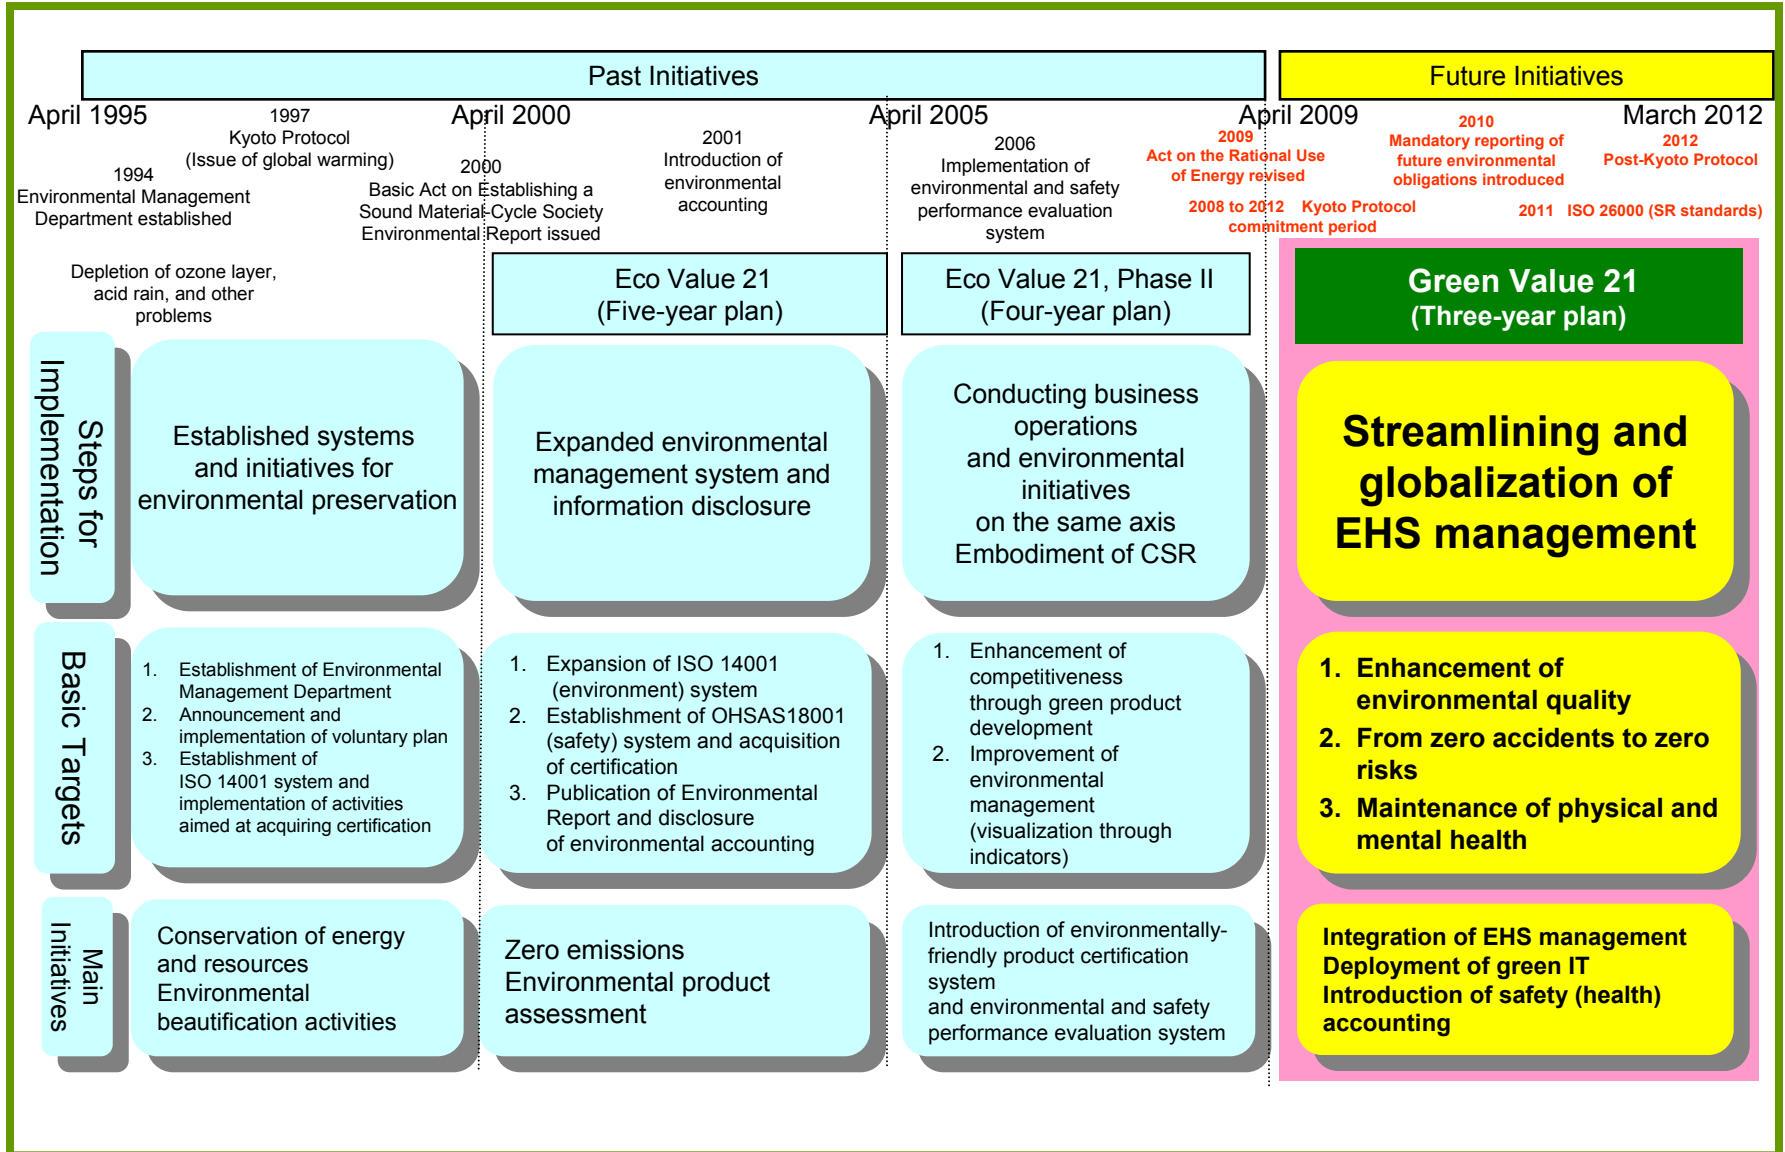 Past Initiatives
Future Initiatives
April 1995
April 2000
April 2005
April 2009
March 2012
1994
Environmental Management
Department established
1997
Kyoto Protocol
(Issue of global warming)
2000
Basic Act on Establishing a
Sound Material-Cycle Society
Environmental Report issued
2001
Introduction of
environmental
accounting
2006
Implementation of
environmental and safety
performance evaluation
system
2009
Act on the Rational Use
of Energy revised
2008 to 2012 Kyoto Protocol
commitment period
2010
Mandatory reporting of
future environmental
obligations introduced
2012
Post-Kyoto Protocol
2011 ISO 26000 (SR standards)
Depletion of ozone layer,
acid rain, and other
problems
Eco Value 21
(Five-year plan)
Eco Value 21, Phase II
(Four-year plan)
Green Value 21
(Three-year plan)
Steps for
Implementation
Established systems
and initiatives for
environmental preservation
Expanded environmental
management system and
information disclosure
Conducting business
operations
and environmental
initiatives
on the same axis
Embodiment of CSR
Streamlining and
globalization of
EHS management
Basic Targets
1. Establishment of Environmental
Management Department
2. Announcement and
implementation of voluntary plan
3. Establishment of
ISO 14001 system and
implementation of activities
aimed at acquiring certification
1. Expansion of ISO 14001
(environment) system
2. Establishment of OHSAS18001
(safety) system and acquisition
of certification
3. Publication of Environmental
Report and disclosure
of environmental accounting
1. Enhancement of
competitiveness
through green product
development
2. Improvement of
environmental
management
(visualization through
indicators)
1. Enhancement of
environmental quality
2. From zero accidents to zero
risks
3. Maintenance of physical and
mental health
Main
Initiatives
Conservation of energy
and resources
Environmental
beautification activities
Zero emissions
Environmental product
assessment
Introduction of environmentally-
friendly product certification
system
and environmental and safety
performance evaluation system
Integration of EHS management
Deployment of green IT
Introduction of safety (health)
accounting